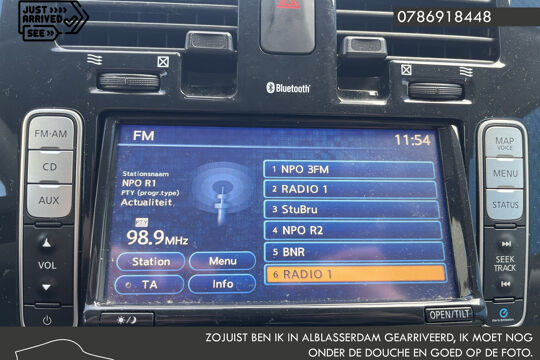 JUST
ARRIVED
SEE
0786918448
Bluetooth
FM·AM
CD
AUX
VOL
FM
11:54
Stationsnaam
NPO R1
PTY (progr.type)
Actualiteit
PTY
98.9MHz
Station
Menu
TA
Info
1 NPO 3FM
2 RADIO 1
3 StuBru
4 NPO R2
5 BNR
6 RADIO 1
MAP
VOICE
MENU
STATUS
SEEK
TRACK
OPEN/TILT
ZOJUIST BEN IK IN ALBLASSERDAM GEARRIVEERD, IK MOET NOG
ONDER DE DOUCHE EN GOED OP DE FOTO.